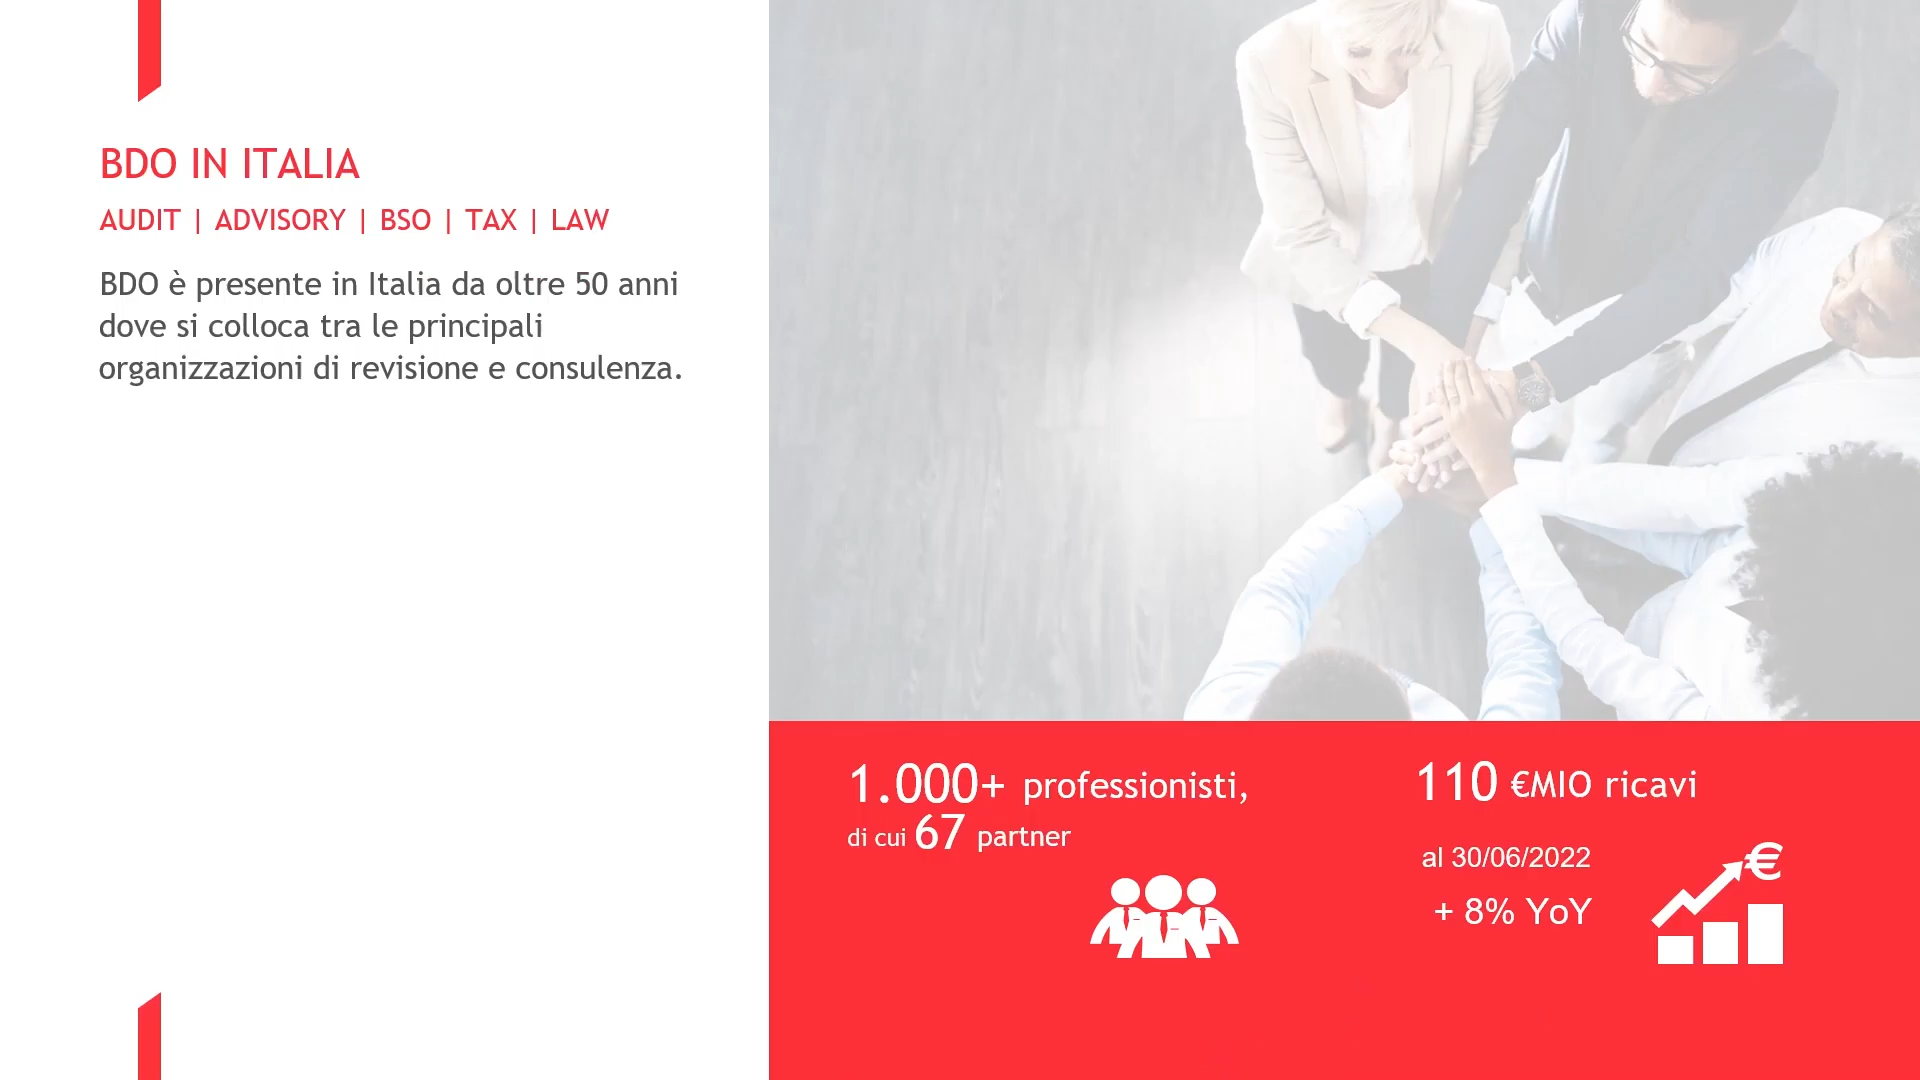 BDO IN ITALIA
AUDIT | ADVISORY | BSO | TAX | LAW
BDO è presente in Italia da oltre 50 anni
dove si colloca tra le principali
organizzazioni di revisione e consulenza.
1.000+ professionisti,
di cui 67 partner
110 €MIO ricavi
al 30/06/2022
+ 8% YoY
€